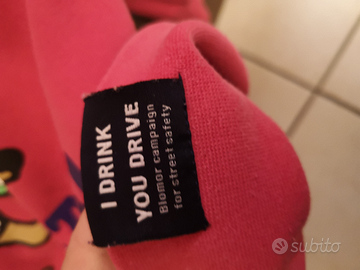 I DRINK
YOU DRIVE
Blomor campaign
for street safety
subito